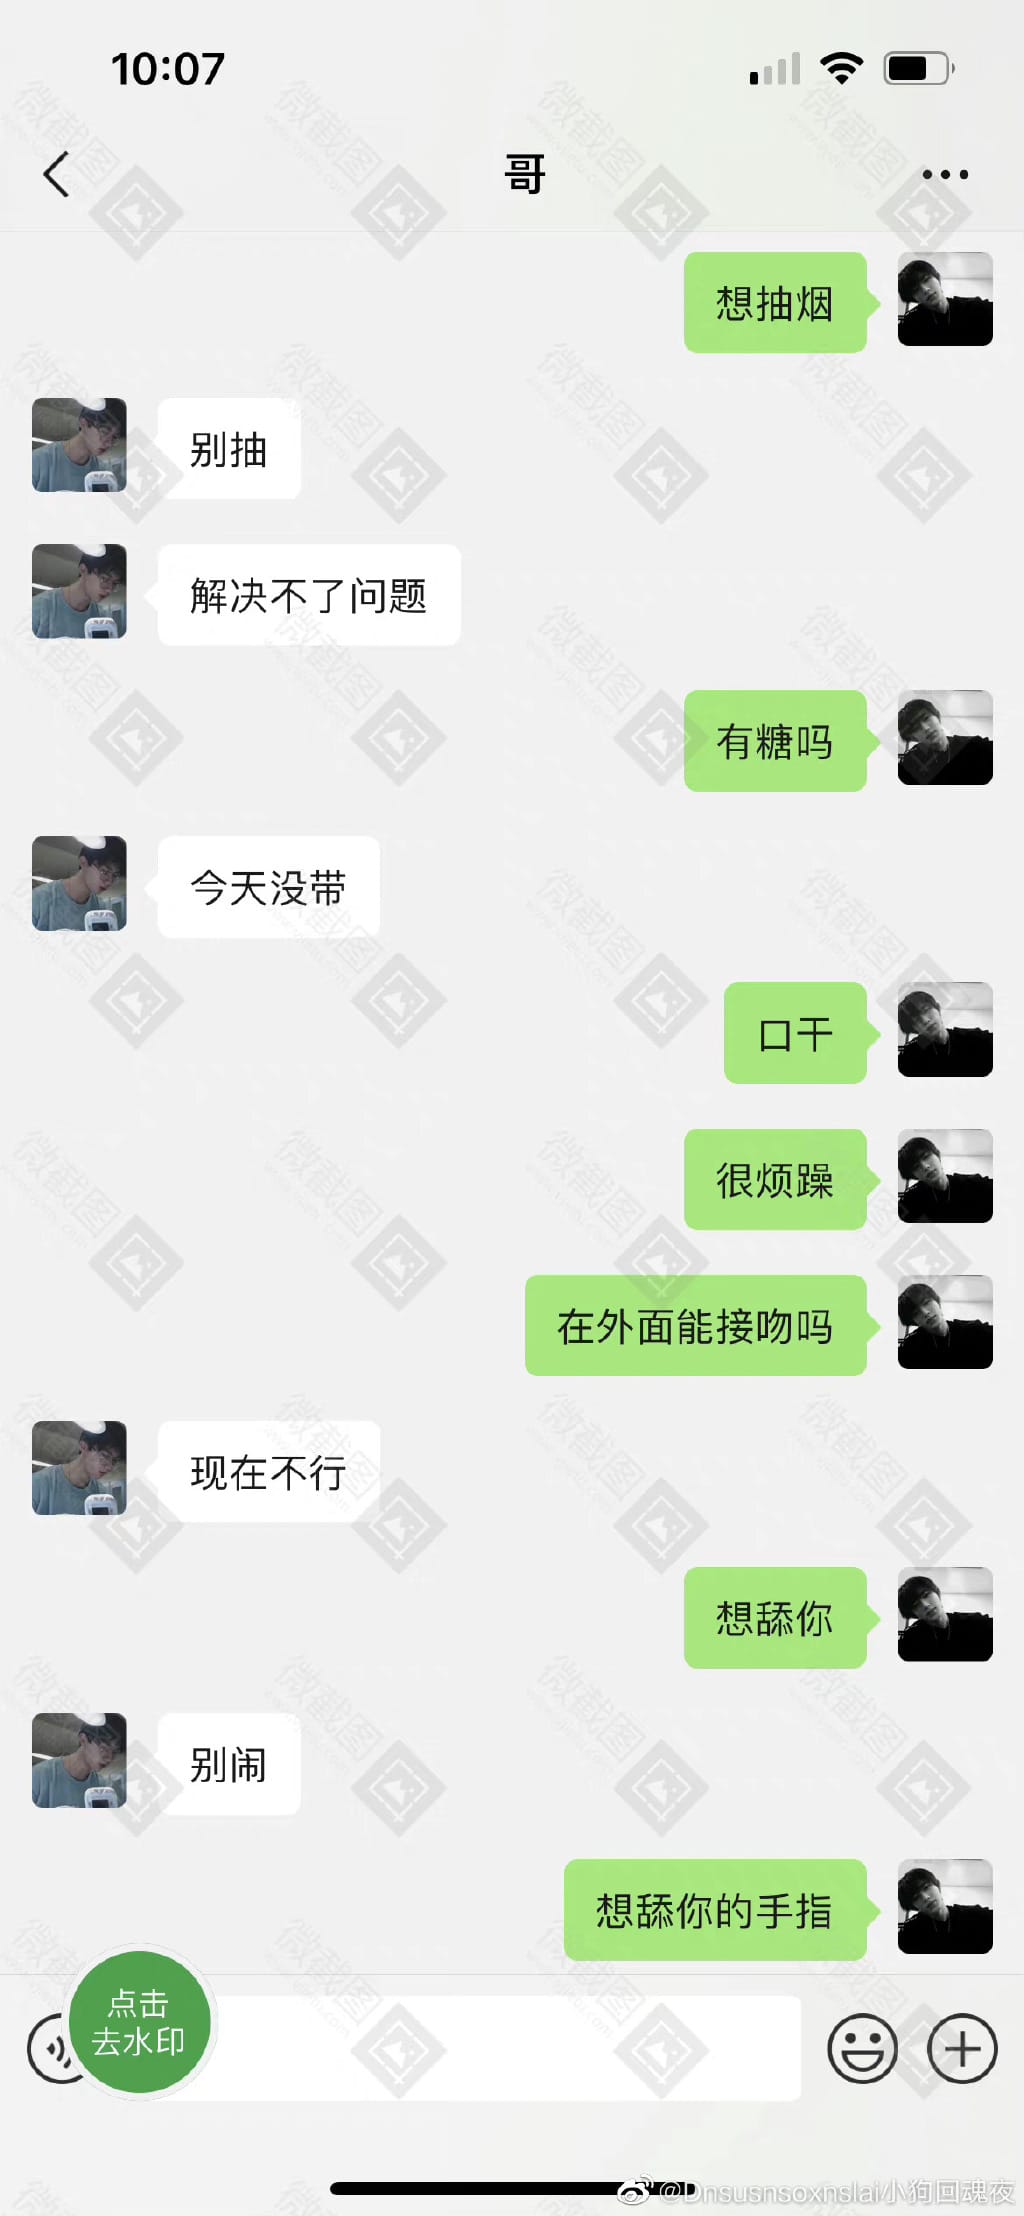 10:07
哥
想抽烟
别抽
解决不了问题
有糖吗
今天没带
口干
很烦躁
在外面能接吻吗
现在不行
想舔你
别闹
想舔你的手指
点击
去水印
@Dnsusnsoxnslai小狗回魂夜
微截图